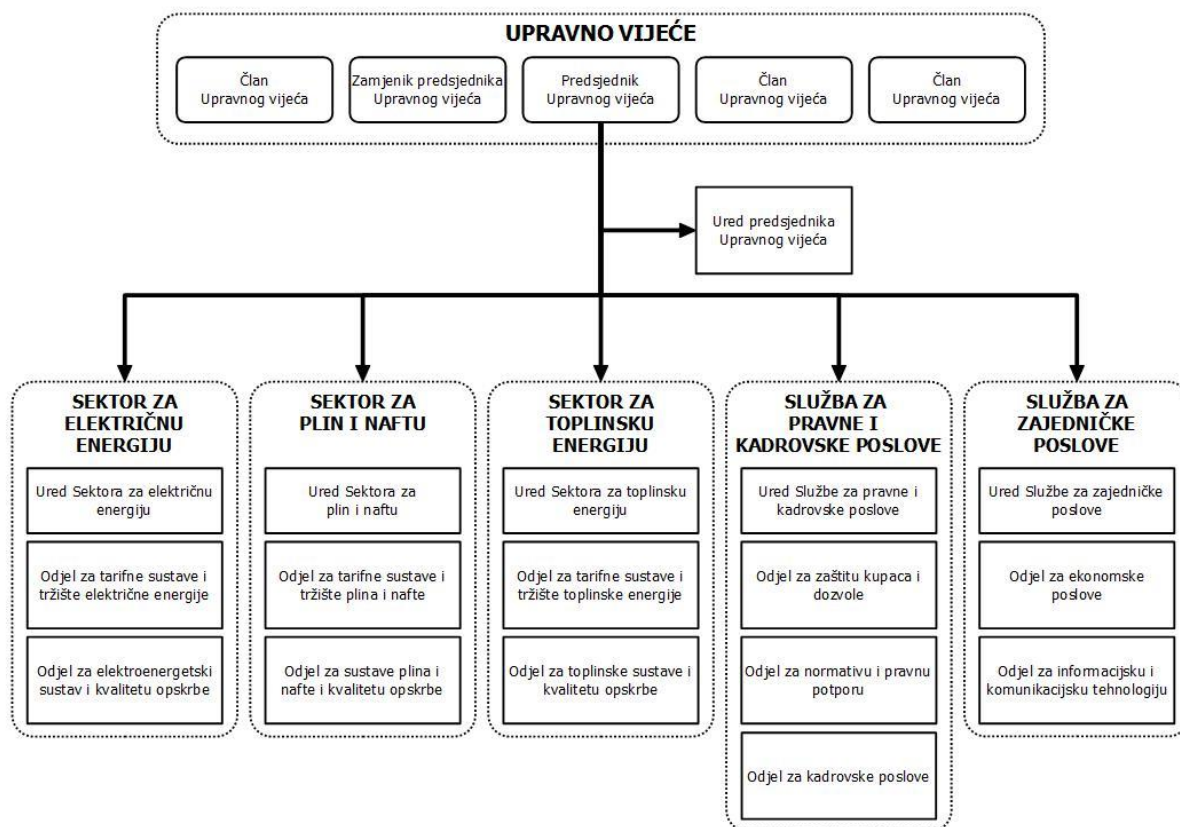 UPRAVNO VIJEĆE
Član
Upravnog vijeća
Zamjenik predsjednika
Upravnog vijeća
Predsjednik
Upravnog vijeća
Član
Upravnog vijeća
Član
Upravnog vijeća
Ured predsjednika
Upravnog vijeća
SEKTOR ZA
ELEKTRIČNU
ENERGIJU
Ured Sektora za električnu
energiju
Odjel za tarifne sustave i
tržište električne energije
Odjel za elektroenergetski
sustav i kvalitetu opskrbe
SEKTOR ZA
PLIN I NAFTU
Ured Sektora za
plin i naftu
Odjel za tarifne sustave i
tržište plina i nafte
Odjel za sustave plina i
nafte i kvalitetu opskrbe
SEKTOR ZA
TOPLINSKU
ENERGIJU
Ured Sektora za toplinsku
energiju
Odjel za tarifne sustave i
tržište toplinske energije
Odjel za toplinske sustave i
kvalitetu opskrbe
SLUŽBA ZA
PRAVNE I
KADROVSKE POSLOVE
Ured Službe za pravne i
kadrovske poslove
Odjel za zaštitu kupaca i
dozvole
Odjel za normativu i pravnu
potporu
Odjel za kadrovske poslove
SLUŽBA ZA
ZAJEDNIČKE
POSLOVE
Ured Službe za zajedničke
poslove
Odjel za ekonomske
poslove
Odjel za informacijsku i
komunikacijsku tehnologiju